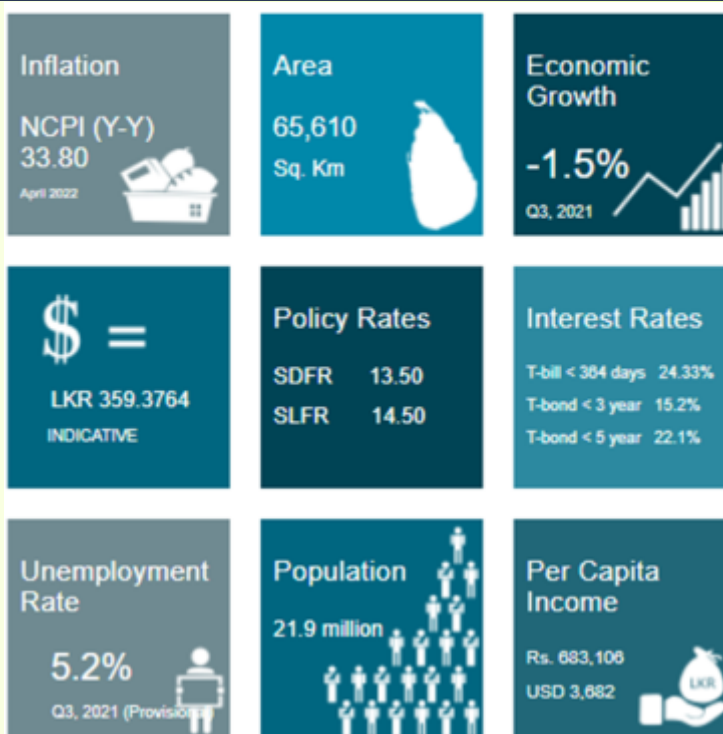 Inflation
NCPI (Y-Y)
33.80
April 2022
Area
65,610
Sq. Km
Economic
Growth
-1.5%
Q3, 2021
$ =
LKR 359.3764
INDICATIVE
Policy Rates
SDFR 13.50
SLFR 14.50
Interest Rates
T-bill < 364 days 24.33%
T-bond < 3 year 15.2%
T-bond < 5 year 22.1%
Unemployment
Rate
5.2%
Q3, 2021
Population
21.9 million
Per Capita
Income
Rs. 683,106
USD 3,682
LKR